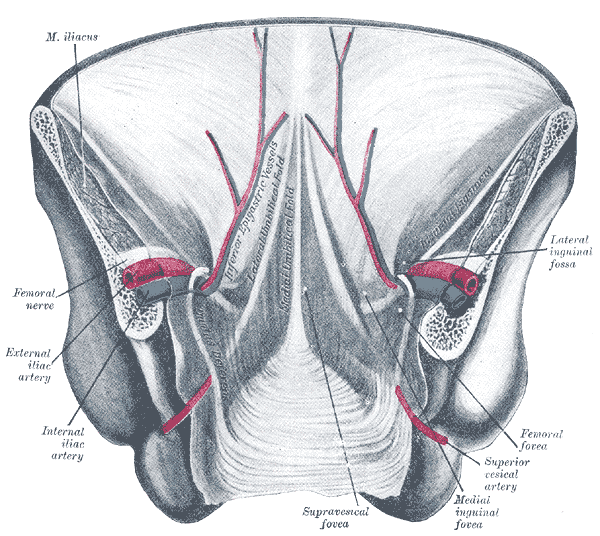 M. iliacus
Inferior Epigastric Vessels
Lateral Umbilical Fold
Middle Umbilical Fold
Lateral
inguinal
fossa
Femoral
nerve
External
iliac
artery
Internal
iliac
artery
Femoral
fovea
Superior
vesical
artery
Medial
inguinal
fovea
Supravesical
fovea